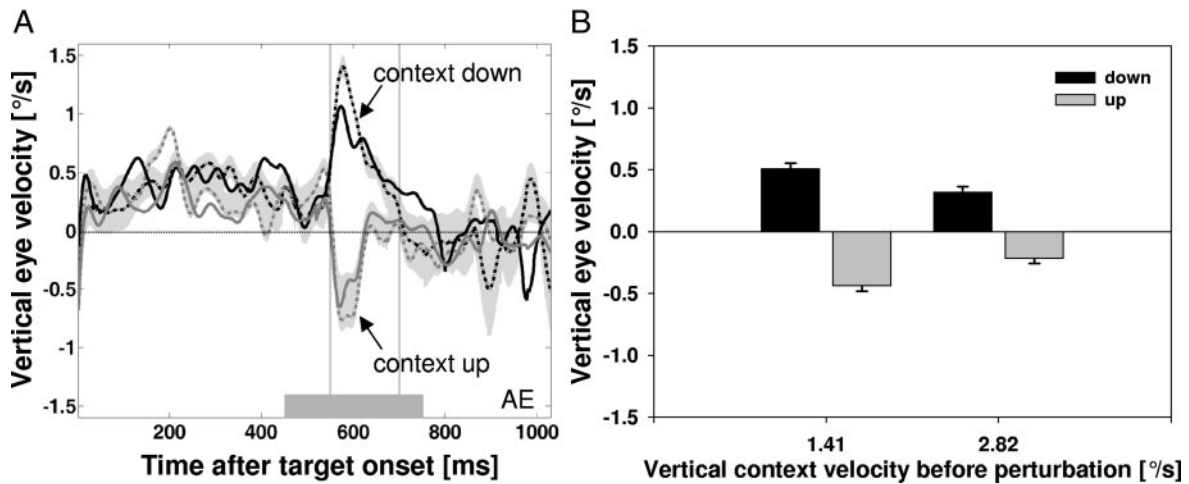 A
Vertical eye velocity [°/s]
1.5
1
0.5
0
-0.5
-1
-1.5
context down
context up
AE
200
400
600
800
1000
Time after target onset [ms]
B
Vertical eye velocity [°/s]
1.5
1.0
0.5
0.0
-0.5
-1.0
-1.5
down
up
1.41
2.82
Vertical context velocity before perturbation [°/s]